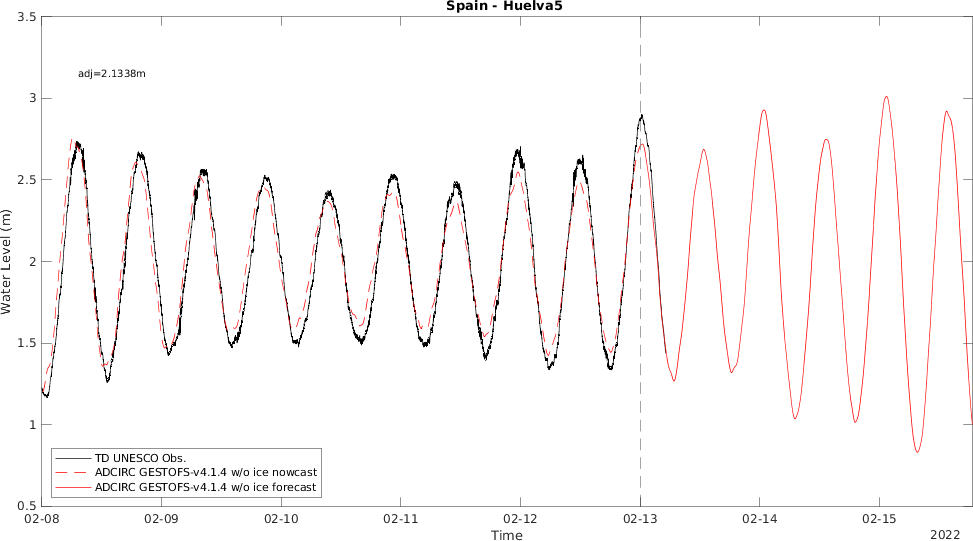 Spain - Huelva5
adj=2.1338m
Water Level (m)
3.5
3
2.5
2
1.5
1
0.5
TD UNESCO Obs.
ADCIRC GESTOFS-v4.1.4 w/o ice nowcast
ADCIRC GESTOFS-v4.1.4 w/o ice forecast
02-08 02-09 02-10 02-11 02-12 02-13 02-14 02-15
Time
2022